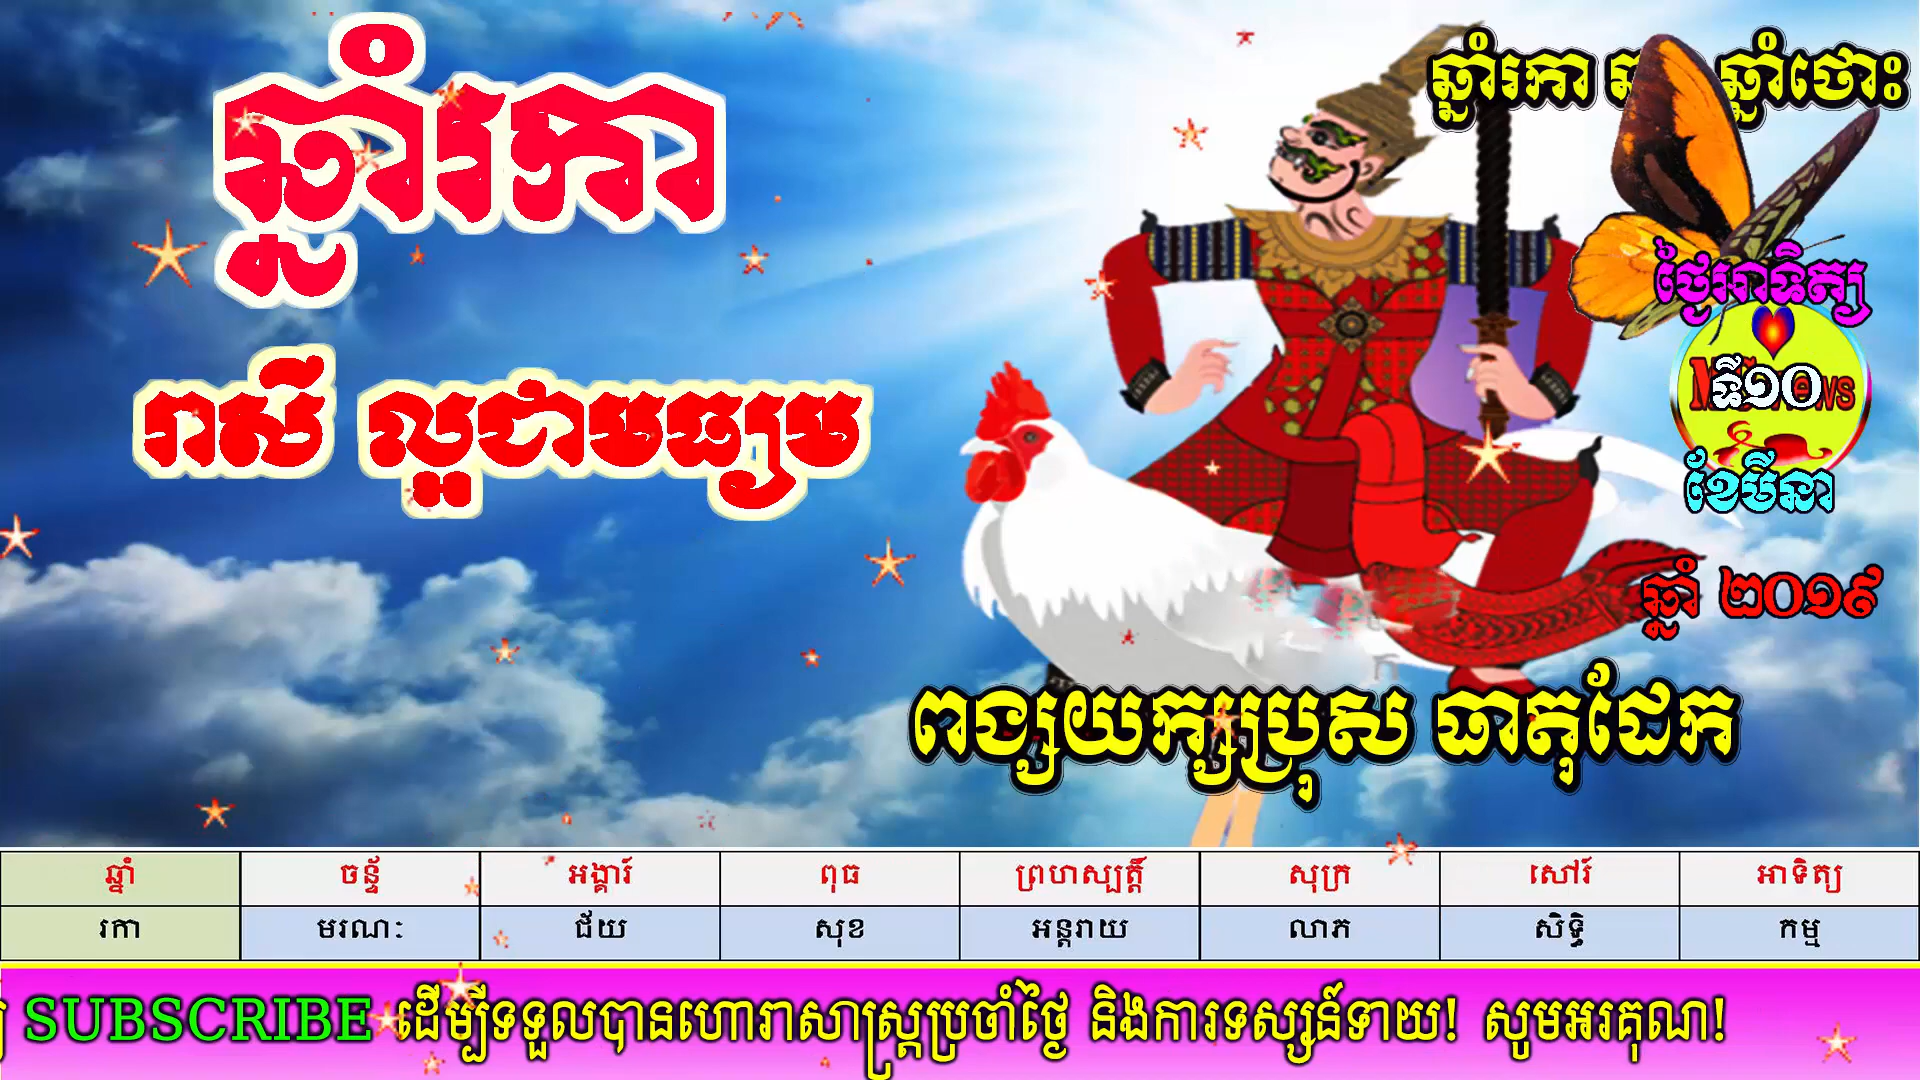 ឆ្នាំរកា
រាសី ល្អជាមធ្យម
ឆ្នាំរកា ឆ ឆ្នាំថោះ
ថ្ងៃអាទិត្យ
ទី១០
ខែមីនា
ឆ្នាំ ២០១៩
ពង្សយក្សប្រុស ធាតុដែក
ឆ្នាំ ចន្ទ័ អង្គារ៍ ពុធ ព្រហស្បត្តិ៍ សុក្រ សៅរ៍ អាទិត្យ
រកា មរណៈ ជ័យ សុខ អន្តរាយ លាភ សិទ្ធិ កម្ម
SUBSCRIBE ដើម្បីទទួលបានហោរាសាស្ត្រប្រចាំថ្ងៃ និងការទស្សន៍ទាយ! សូមអរគុណ!